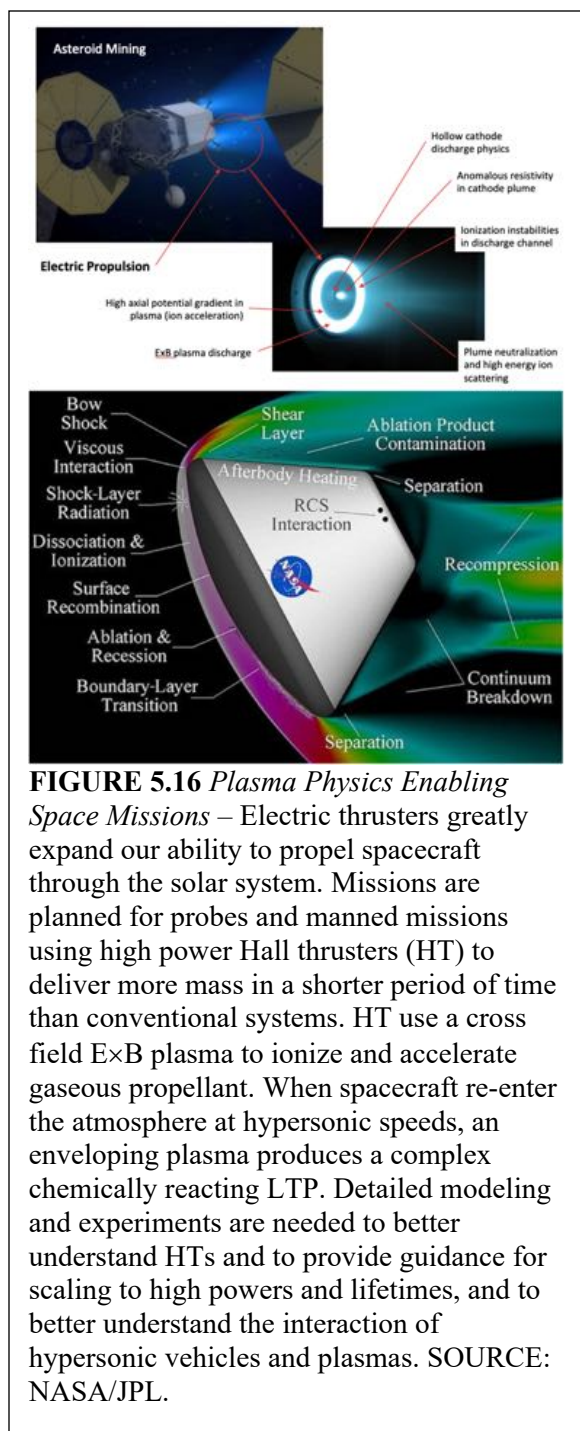 Asteroid Mining
Hollow cathode
discharge physics
Anomalous resistivity
in cathode plume
Ionization instabilities
in discharge channel
Electric Propulsion
High axial potential gradient in
plasma (ion acceleration)
ExB plasma discharge
Plume neutralization
and high energy ion
scattering
Bow
Shock
Viscous
Interaction
Shock-Layer
Radiation
Dissociation &
Ionization
Surface
Recombination
Ablation &
Recession
Boundary-Layer
Transition
Shear
Layer
Ablation Product
Contamination
Afterbody Heating
Separation
RCS
Interaction
NASA
Recompression
Continuum
Breakdown
Separation
FIGURE 5.16 Plasma Physics Enabling
Space Missions – Electric thrusters greatly
expand our ability to propel spacecraft
through the solar system. Missions are
planned for probes and manned missions
using high power Hall thrusters (HT) to
deliver more mass in a shorter period of time
than conventional systems. HT use a cross
field E×B plasma to ionize and accelerate
gaseous propellant. When spacecraft re-enter
the atmosphere at hypersonic speeds, an
enveloping plasma produces a complex
chemically reacting LTP. Detailed modeling
and experiments are needed to better
understand HTs and to provide guidance for
scaling to high powers and lifetimes, and to
better understand the interaction of
hypersonic vehicles and plasmas. SOURCE:
NASA/JPL.